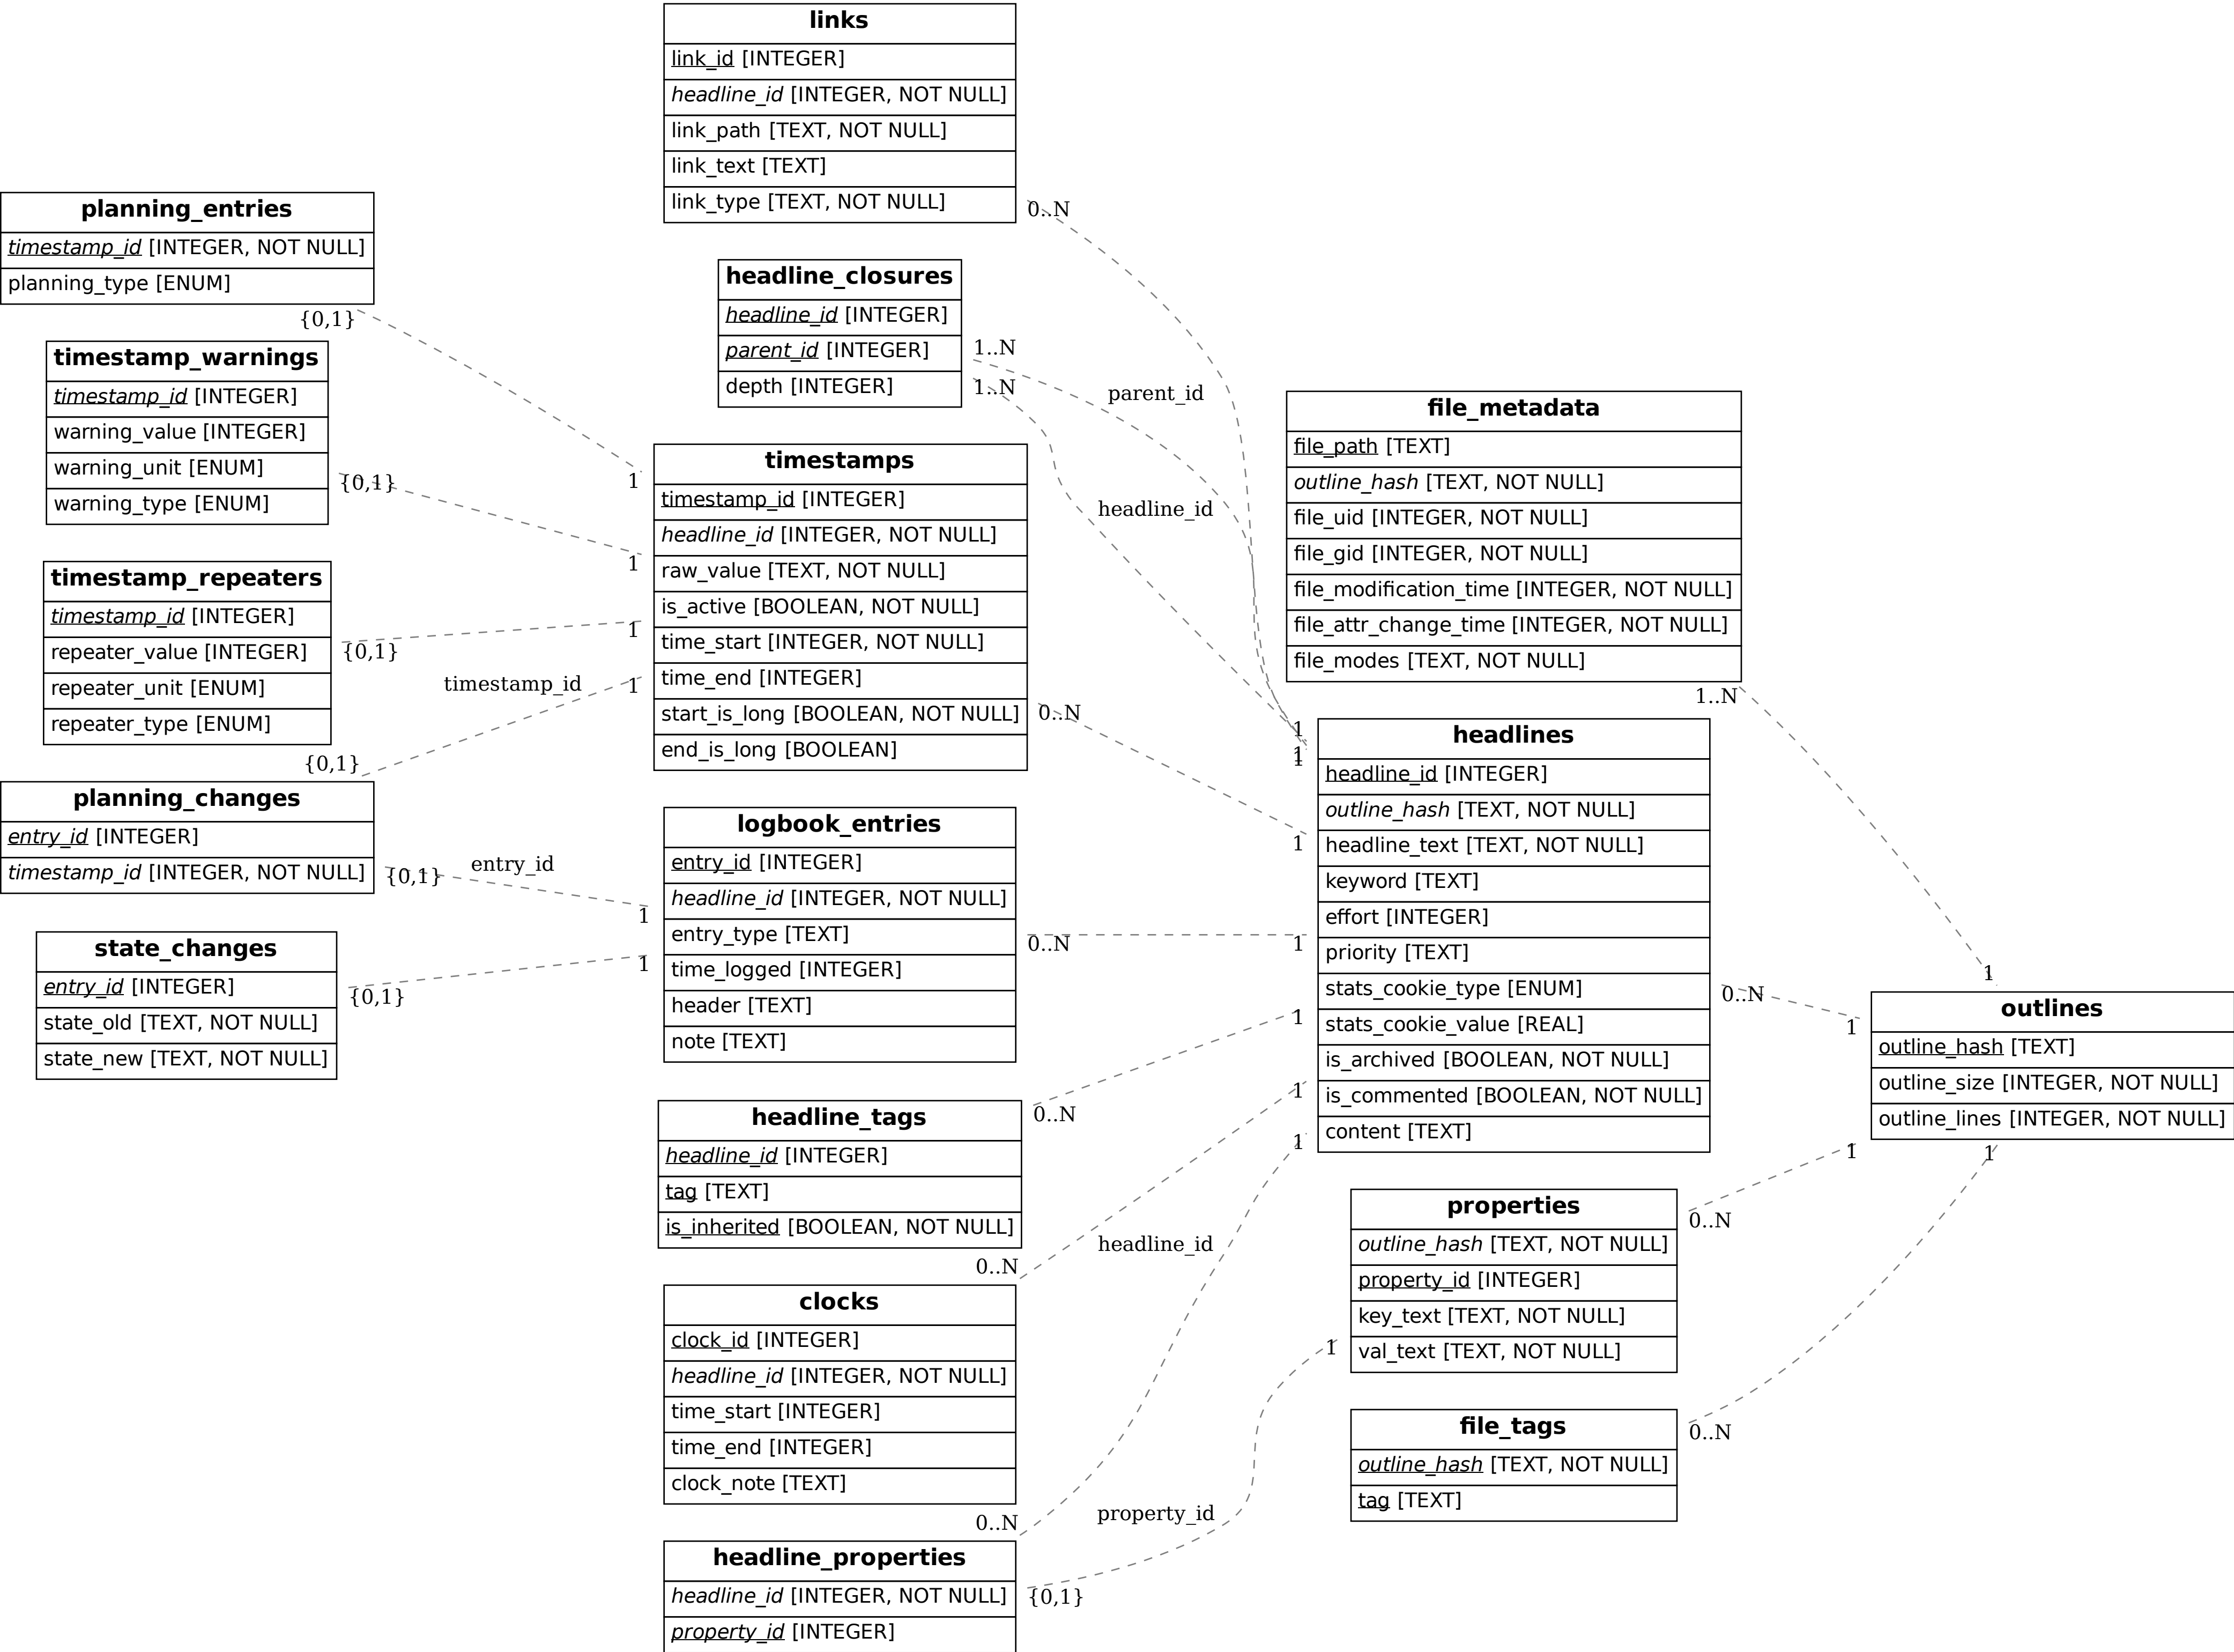 links
link_id [INTEGER]
headline_id [INTEGER, NOT NULL]
link_path [TEXT, NOT NULL]
link_text [TEXT]
link_type [TEXT, NOT NULL]
0..N
planning_entries
timestamp_id [INTEGER, NOT NULL]
planning_type [ENUM]
{0,1}
timestamp_warnings
timestamp_id [INTEGER]
warning_value [INTEGER]
warning_unit [ENUM]
warning_type [ENUM]
{0,1}
timestamp_repeaters
timestamp_id [INTEGER]
repeater_value [INTEGER]
repeater_unit [ENUM]
repeater_type [ENUM]
{0,1}
timestamp_id
{0,1}
planning_changes
entry_id [INTEGER]
timestamp_id [INTEGER, NOT NULL]
{0,1}
entry_id
state_changes
entry_id [INTEGER]
state_old [TEXT, NOT NULL]
state_new [TEXT, NOT NULL]
{0,1}
headline_closures
headline_id [INTEGER]
parent_id [INTEGER]
depth [INTEGER]
1..N
1..N
parent_id
headline_id
timestamps
timestamp_id [INTEGER]
headline_id [INTEGER, NOT NULL]
raw_value [TEXT, NOT NULL]
is_active [BOOLEAN, NOT NULL]
time_start [INTEGER, NOT NULL]
time_end [INTEGER]
start_is_long [BOOLEAN, NOT NULL]
end_is_long [BOOLEAN]
1
1
1
1
0..N
logbook_entries
entry_id [INTEGER]
headline_id [INTEGER, NOT NULL]
entry_type [TEXT]
time_logged [INTEGER]
header [TEXT]
note [TEXT]
1
1
0..N
headline_tags
headline_id [INTEGER]
tag [TEXT]
is_inherited [BOOLEAN, NOT NULL]
0..N
0..N
clocks
clock_id [INTEGER]
headline_id [INTEGER, NOT NULL]
time_start [INTEGER]
time_end [INTEGER]
clock_note [TEXT]
0..N
headline_id
headline_properties
headline_id [INTEGER, NOT NULL]
property_id [INTEGER]
{0,1}
property_id
file_metadata
file_path [TEXT]
outline_hash [TEXT, NOT NULL]
file_uid [INTEGER, NOT NULL]
file_gid [INTEGER, NOT NULL]
file_modification_time [INTEGER, NOT NULL]
file_attr_change_time [INTEGER, NOT NULL]
file_modes [TEXT, NOT NULL]
1..N
headlines
headline_id [INTEGER]
outline_hash [TEXT, NOT NULL]
headline_text [TEXT, NOT NULL]
keyword [TEXT]
effort [INTEGER]
priority [TEXT]
stats_cookie_type [ENUM]
stats_cookie_value [REAL]
is_archived [BOOLEAN, NOT NULL]
is_commented [BOOLEAN, NOT NULL]
content [TEXT]
1
1
1
1
1
1
1
1
0..N
outlines
outline_hash [TEXT]
outline_size [INTEGER, NOT NULL]
outline_lines [INTEGER, NOT NULL]
1
1
1
1
properties
outline_hash [TEXT, NOT NULL]
property_id [INTEGER]
key_text [TEXT, NOT NULL]
val_text [TEXT, NOT NULL]
0..N
1
file_tags
outline_hash [TEXT, NOT NULL]
tag [TEXT]
0..N